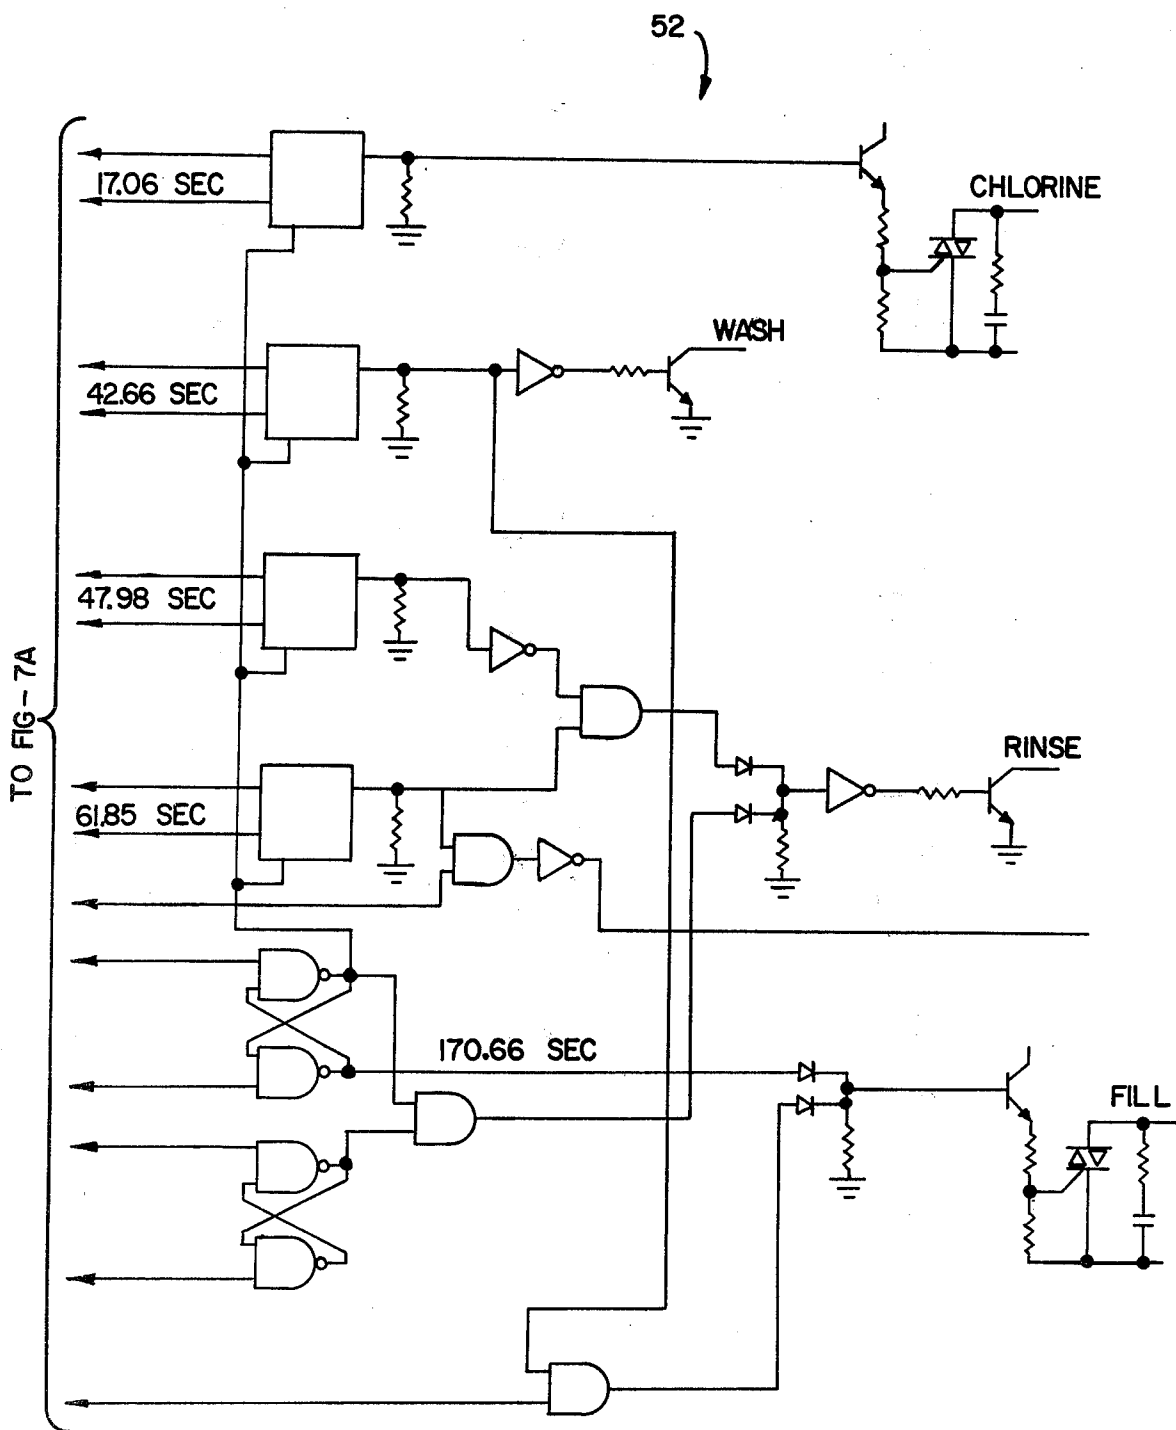 52
17.06 SEC
CHLORINE
WASH
42.66 SEC
47.98 SEC
TO FIG-7A
RINSE
61.85 SEC
170.66 SEC
FILL